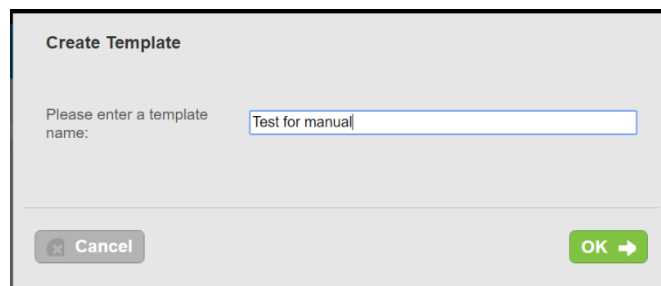 Create Template
Please enter a template
name:
Test for manual
Cancel
OK